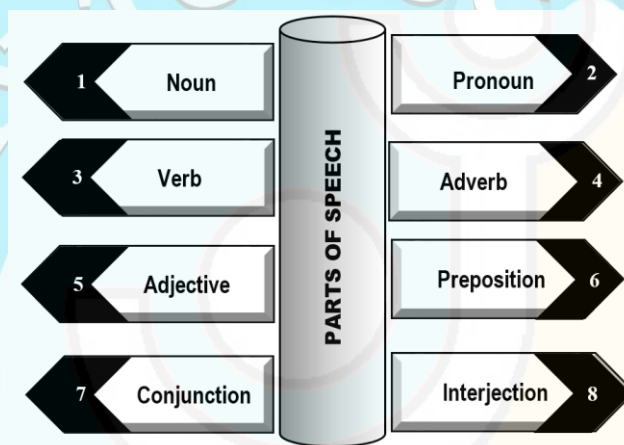 1 Noun
Pronoun 2
PARTS OF SPEECH
3 Verb
Adverb 4
5 Adjective
Preposition 6
7 Conjunction
Interjection 8